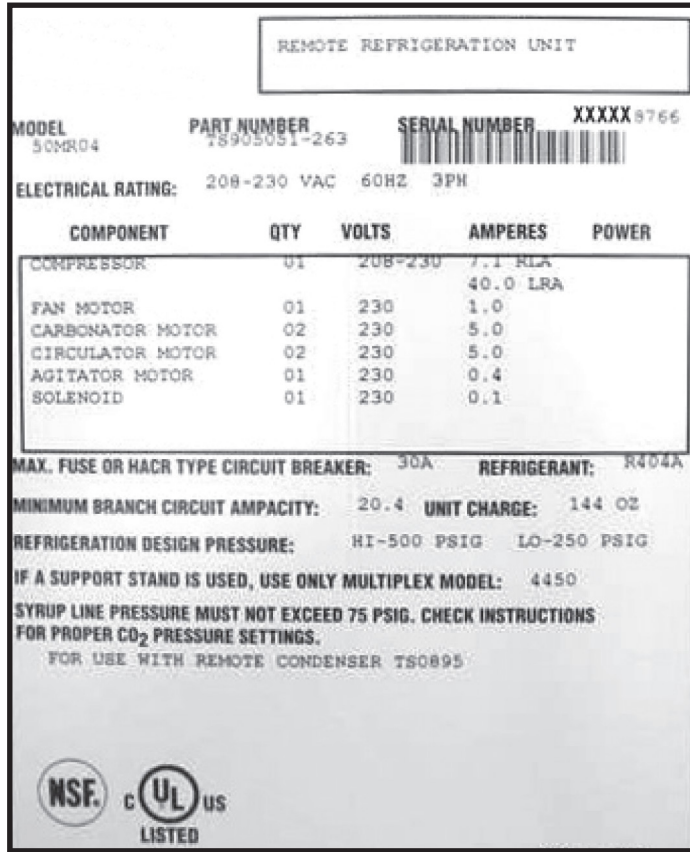 REMOTE REFRIGERATION UNIT
MODEL PART NUMBER SERIAL NUMBER XXXXX8766
50MR04 TS905051-263
ELECTRICAL RATING: 208-230 VAC 60HZ 3PH
COMPONENT QTY VOLTS AMPERES POWER
COMPRESSOR 01 208-230 7.1 RLA
40.0 LRA
FAN MOTOR 01 230 1.0
CARBONATOR MOTOR 02 230 5.0
CIRCULATOR MOTOR 02 230 5.0
AGITATOR MOTOR 01 230 0.4
SOLENOID 01 230 0.1
MAX. FUSE OR HACR TYPE CIRCUIT BREAKER: 30A REFRIGERANT: R404A
MINIMUM BRANCH CIRCUIT AMPACITY: 20.4 UNIT CHARGE: 144 OZ
REFRIGERATION DESIGN PRESSURE: HI-500 PSIG LO-250 PSIG
IF A SUPPORT STAND IS USED, USE ONLY MULTIPLEX MODEL: 4450
SYRUP LINE PRESSURE MUST NOT EXCEED 75 PSIG. CHECK INSTRUCTIONS
FOR PROPER CO2 PRESSURE SETTINGS.
FOR USE WITH REMOTE CONDENSER TS0895
NSF. C UL US
LISTED